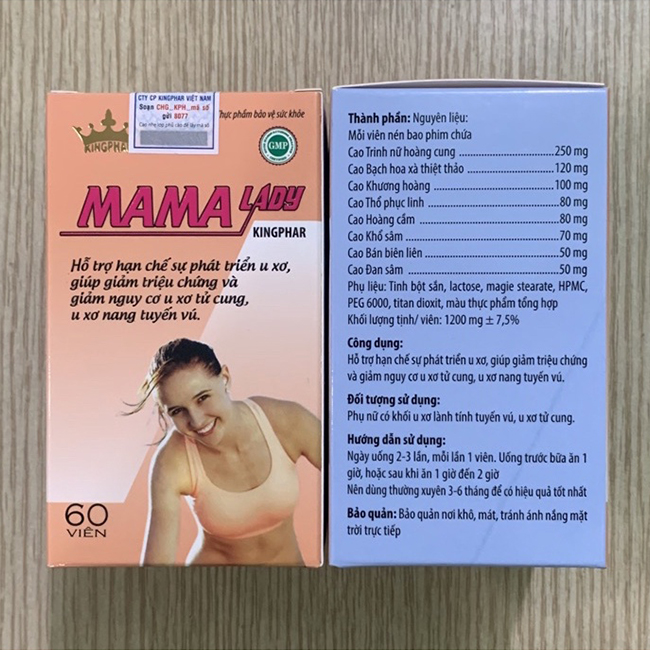 CTY CP KINGPHAR VIỆT NAM
Soạn CHG_KPH_mã số
gửi 8077
Thực phẩm bảo vệ sức khỏe
KINGPHAR
GMP
MAMA LADY
KINGPHAR
Hỗ trợ hạn chế sự phát triển u xơ,
giúp giảm triệu chứng và
giảm nguy cơ u xơ tử cung,
u xơ nang tuyến vú.
60
VIÊN
Thành phần: Nguyên liệu:
Mỗi viên nén bao phim chứa
Cao Trinh nữ hoàng cung ........ 250 mg
Cao Bạch hoa xà thiệt thảo ........ 120 mg
Cao Khương hoàng ........ 100 mg
Cao Thổ phục linh ........ 80 mg
Cao Hoàng cầm ........ 80 mg
Cao Khổ sâm ........ 70 mg
Cao Bán biên liên ........ 50 mg
Cao Đan sâm ........ 50 mg
Phụ liệu: Tinh bột sắn, lactose, magie stearate, HPMC,
PEG 6000, titan dioxit, màu thực phẩm tổng hợp
Khối lượng tịnh/ viên: 1200 mg ± 7,5%
Công dụng:
Hỗ trợ hạn chế sự phát triển u xơ, giúp giảm triệu chứng
và giảm nguy cơ u xơ tử cung, u xơ nang tuyến vú.
Đối tượng sử dụng:
Phụ nữ có khối u xơ lành tính tuyến vú, u xơ tử cung.
Hướng dẫn sử dụng:
Ngày uống 2-3 lần, mỗi lần 1 viên. Uống trước bữa ăn 1
giờ, hoặc sau khi ăn 1 giờ đến 2 giờ
Nên dùng thường xuyên 3-6 tháng để có hiệu quả tốt nhất
Bảo quản: Bảo quản nơi khô, mát, tránh ánh nắng mặt
trời trực tiếp